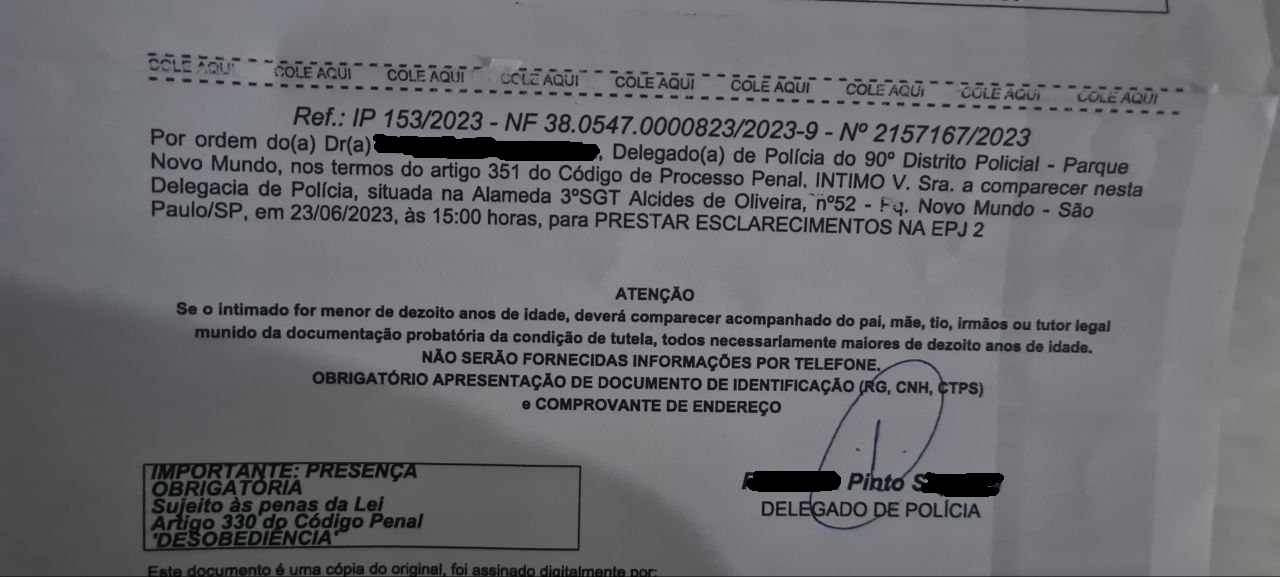 COLE AQUI COLE AQUI COLE AQUI COLE AQUI COLE AQUI COLE AQUI COLE AQUI COLE AQUI COLE AQUI
Ref.: IP 153/2023 - NF 38.0547.0000823/2023-9 - Nº 2157167/2023
Por ordem do(a) Dr(a) , Delegado(a) de Polícia do 90º Distrito Policial - Parque
Novo Mundo, nos termos do artigo 351 do Código de Processo Penal, INTIMO V. Sra. a comparecer nesta
Delegacia de Polícia, situada na Alameda 3ºSGT Alcides de Oliveira, nº52 - Pq. Novo Mundo - São
Paulo/SP, em 23/06/2023, às 15:00 horas, para PRESTAR ESCLARECIMENTOS NA EPJ 2
ATENÇÃO
Se o intimado for menor de dezoito anos de idade, deverá comparecer acompanhado do pai, mãe, tio, irmãos ou tutor legal
munido da documentação probatória da condição de tutela, todos necessariamente maiores de dezoito anos de idade.
NÃO SERÃO FORNECIDAS INFORMAÇÕES POR TELEFONE.
OBRIGATÓRIO APRESENTAÇÃO DE DOCUMENTO DE IDENTIFICAÇÃO (RG, CNH, CTPS)
e COMPROVANTE DE ENDEREÇO
IMPORTANTE: PRESENÇA
OBRIGATÓRIA
Sujeito às penas da Lei
Artigo 330 do Código Penal
'DESOBEDIÊNCIA'
Pinto
DELEGADO DE POLÍCIA
Este documento é uma cópia do original, foi assinado digitalmente por: